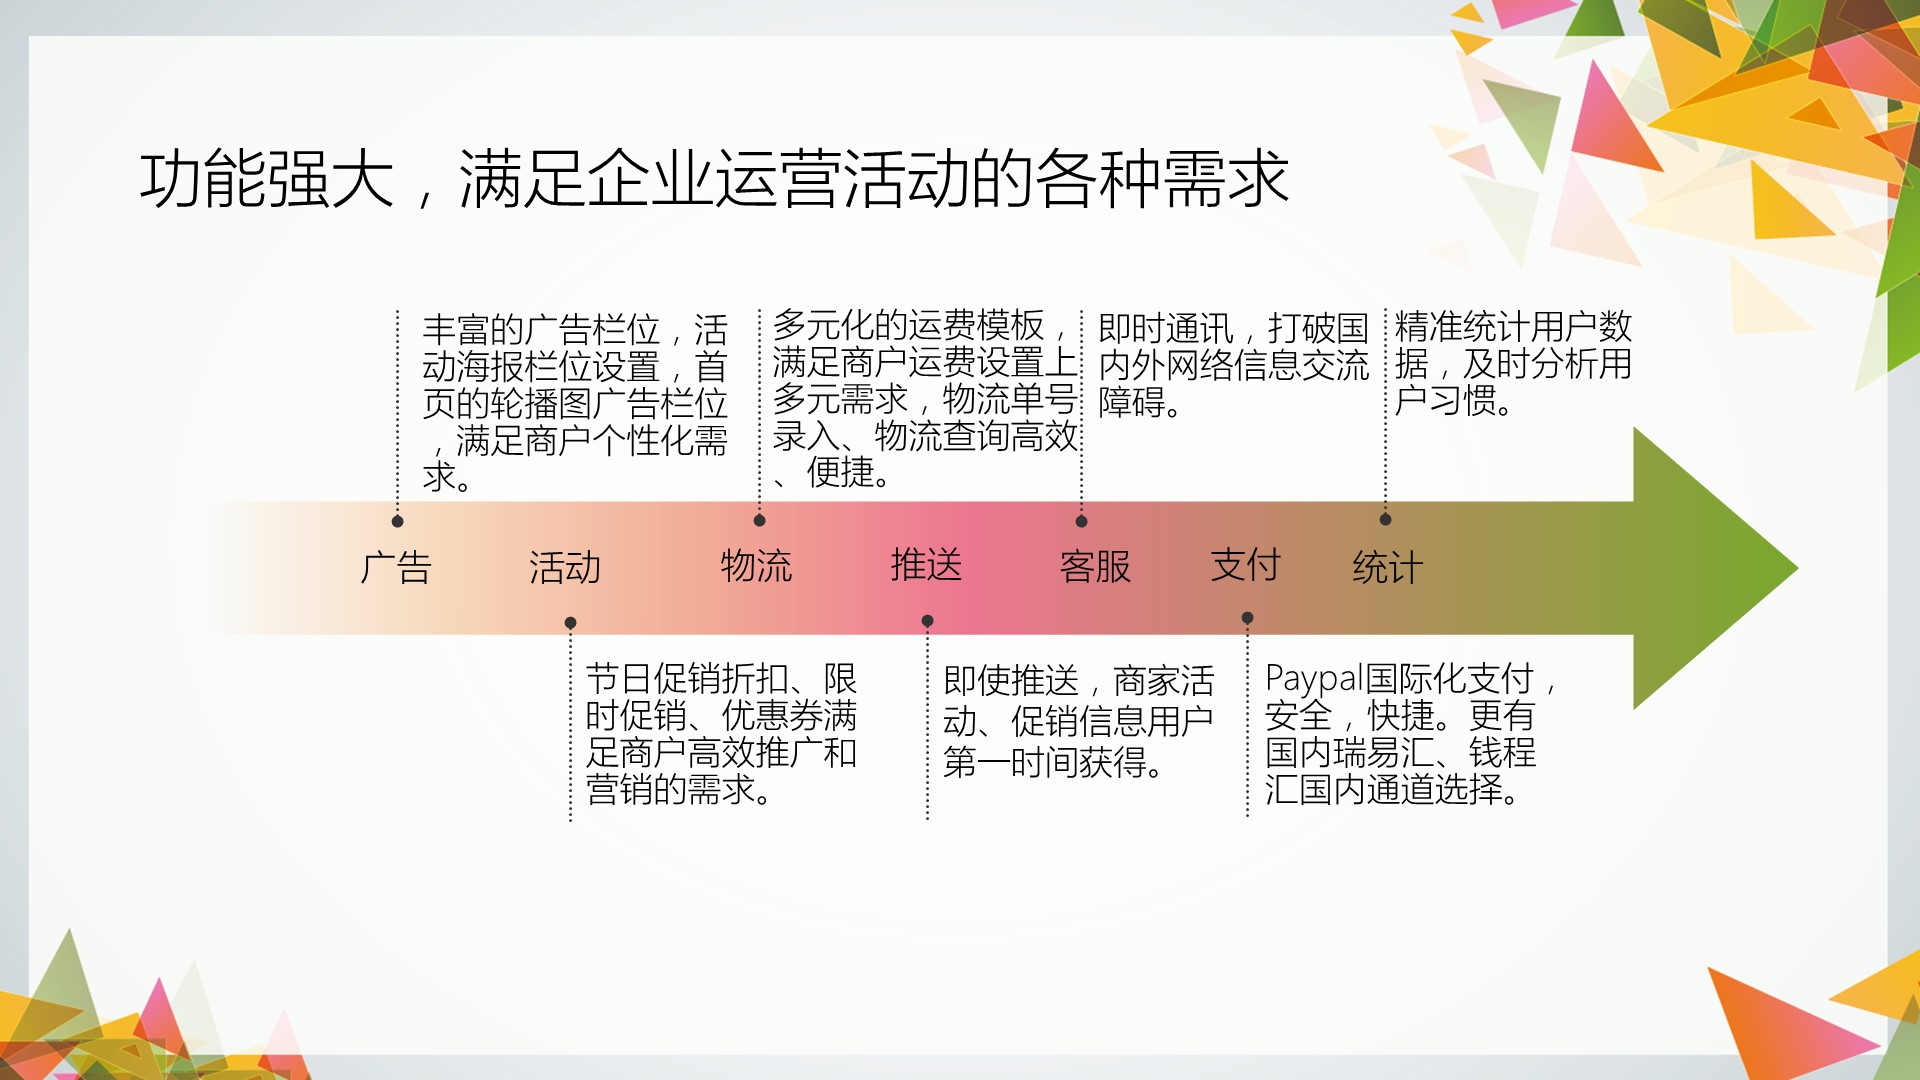 功能强大，满足企业运营活动的各种需求
丰富的广告栏位，活
动海报栏位设置，首
页的轮播图广告栏位
，满足商户个性化需
求。
多元化的运费模板，
满足商户运费设置上
多元需求，物流单号
录入、物流查询高效
、便捷。
即时通讯，打破国
内外网络信息交流
障碍。
精准统计用户数
据，及时分析用
户习惯。
广告
活动
物流
推送
客服
支付
统计
节日促销折扣、限
时促销、优惠券满
足商户高效推广和
营销的需求。
即使推送，商家活
动、促销信息用户
第一时间获得。
Paypal国际化支付，
安全，快捷。更有
国内瑞易汇、钱程
汇国内通道选择。